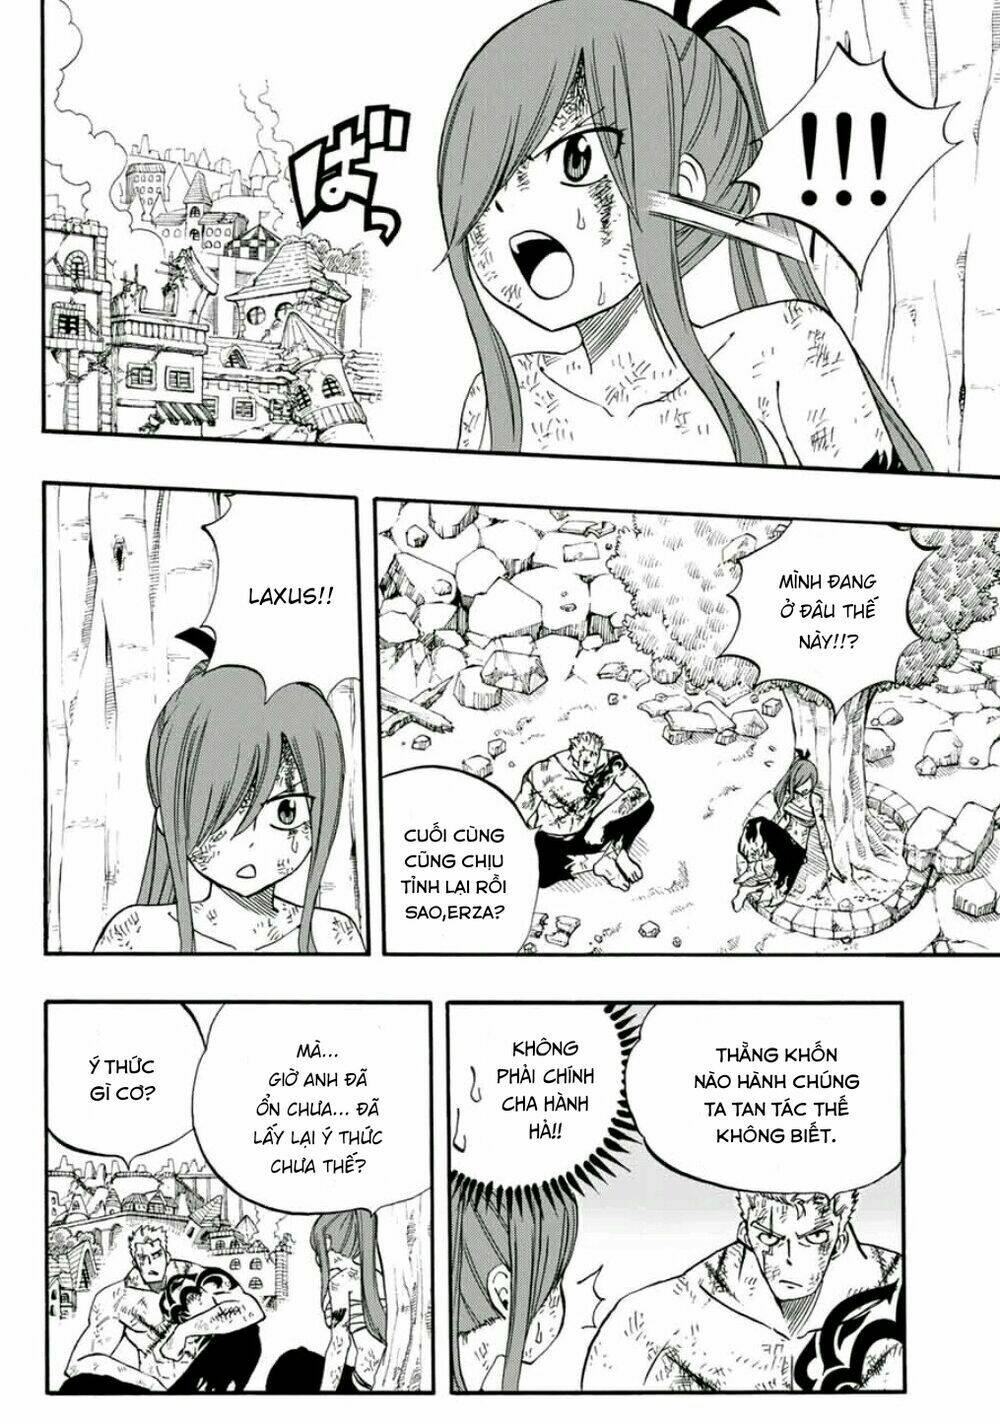 !!!
ばっ
MÌNH ĐANG
Ở ĐÂU THẾ
NÀY!!?
CUỐI CÙNG
CŨNG CHỊU
TỈNH LẠI RỒI
SAO,ERZA?
LAXUS!!
THẰNG KHỐN
NÀO HÀNH CHÚNG
TA TAN TÁC THẾ
KHÔNG BIẾT.
KHÔNG
PHẢI CHÍNH
CHA HÀNH
HẢ!!
MÀ...
GIỜ ANH ĐÃ
ỔN CHƯA... ĐÃ
LẤY LẠI Ý THỨC
CHƯA THẾ?
Ý THỨC
GÌ CƠ?